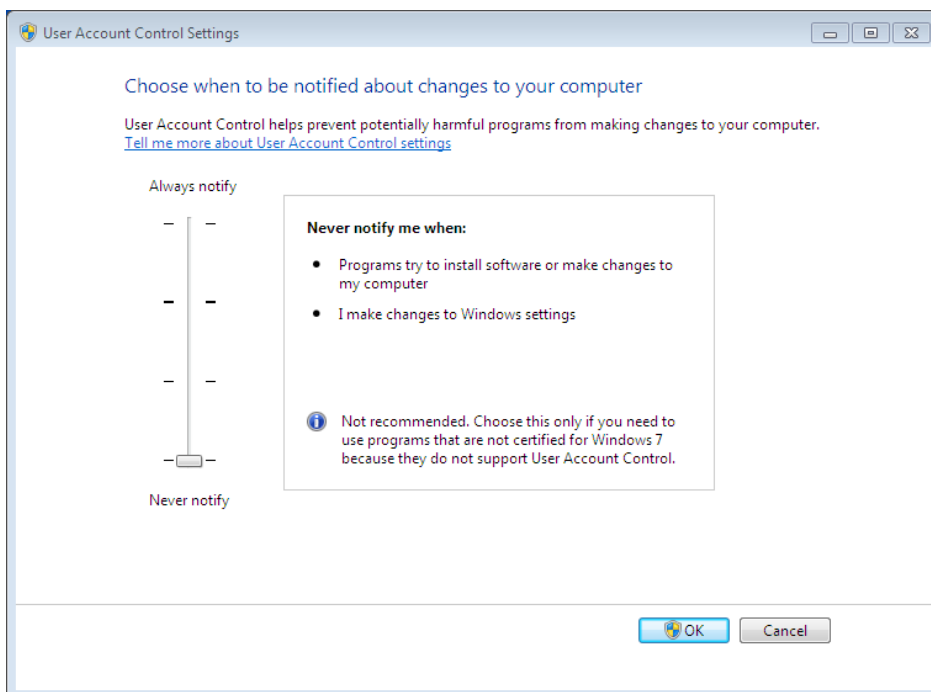 User Account Control Settings
Choose when to be notified about changes to your computer
User Account Control helps prevent potentially harmful programs from making changes to your computer.
Tell me more about User Account Control settings
Always notify
Never notify me when:
Programs try to install software or make changes to
my computer
I make changes to Windows settings
Not recommended. Choose this only if you need to
use programs that are not certified for Windows 7
because they do not support User Account Control.
Never notify
OK
Cancel